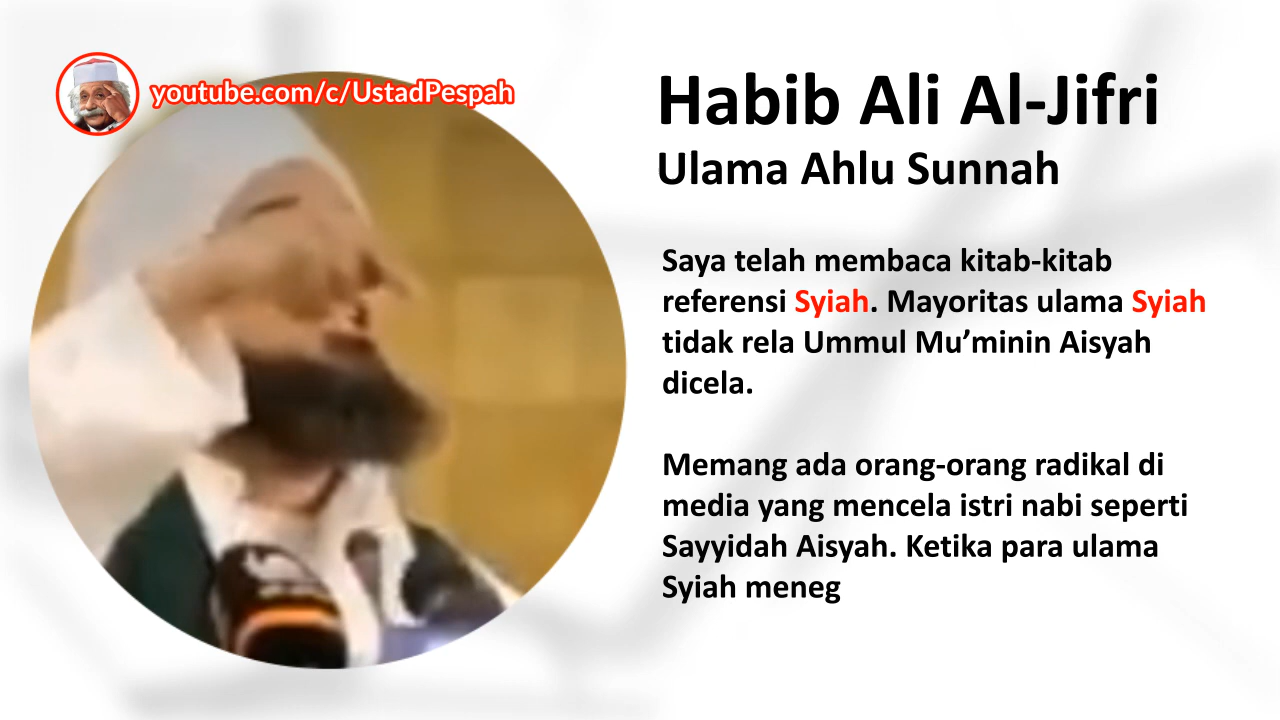 youtube.com/c/UstadPespah
Habib Ali Al-Jifri
Ulama Ahlu Sunnah
Saya telah membaca kitab-kitab
referensi Syiah. Mayoritas ulama Syiah
tidak rela Ummul Mu’minin Aisyah
dicela.
Memang ada orang-orang radikal di
media yang mencela istri nabi seperti
Sayyidah Aisyah. Ketika para ulama
Syiah meneg